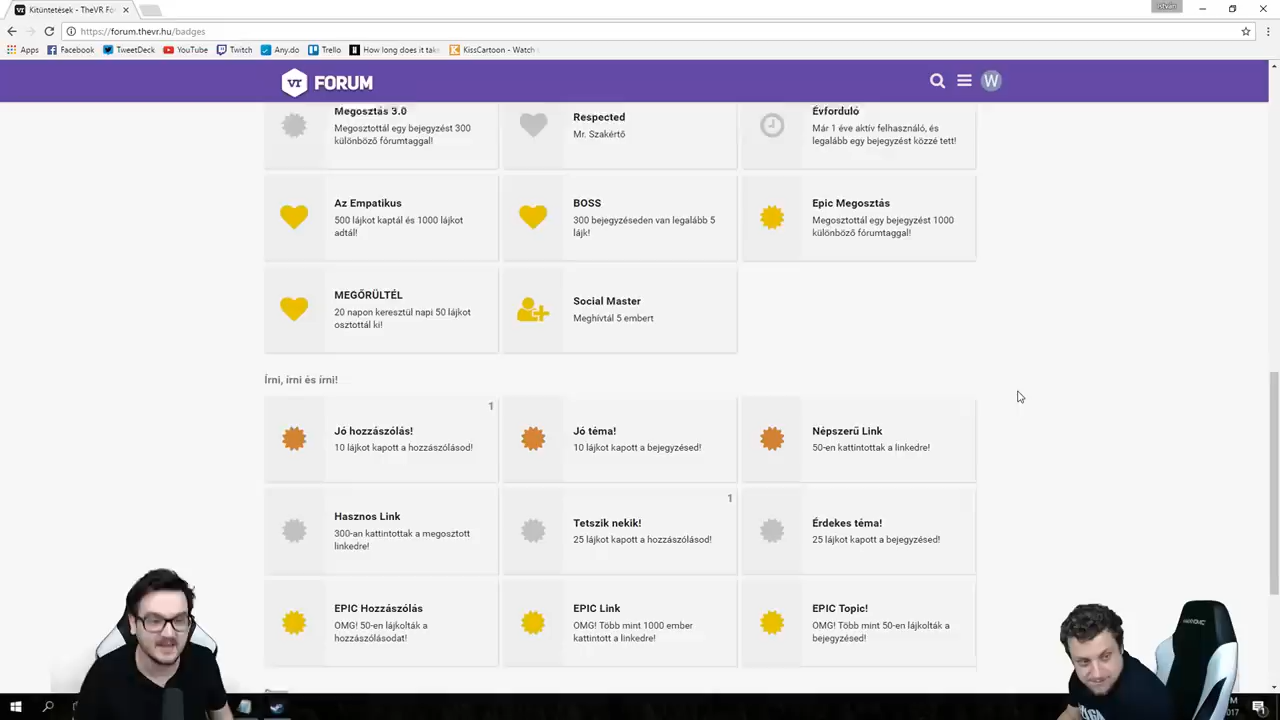 Kitüntetések - TheVR For
István
https://forum.thevr.hu/badges
Apps
Facebook
TweetDeck
YouTube
Twitch
Any.do
Trello
How long does it take
KissCartoon - Watch
VR FORUM
W
Megosztás 3.0
Megosztottál egy bejegyzést 300
különböző fórumtaggal!
Respected
Mr. Szakértő
Évforduló
Már 1 éve aktív felhasználó, és
legalább egy bejegyzést közzé tett!
Az Empatikus
500 lájkot kaptál és 1000 lájkot
adtál!
BOSS
300 bejegyzéseden van legalább 5
lájk!
Epic Megosztás
Megosztottál egy bejegyzést 1000
különböző fórumtaggal!
MEGŐRÜLTÉL
20 napon keresztül napi 50 lájkot
osztottál ki!
Social Master
Meghívtál 5 embert
Írni, írni és írni!
1
Jó hozzászólás!
10 lájkot kapott a hozzászólásod!
Jó téma!
10 lájkot kapott a bejegyzésed!
Népszerű Link
50-en kattintottak a linkedre!
Hasznos Link
300-an kattintottak a megosztott
linkedre!
1
Tetszik nekik!
25 lájkot kapott a hozzászólásod!
Érdekes téma!
25 lájkot kapott a bejegyzésed!
EPIC Hozzászólás
OMG! 50-en lájkolták a
hozzászólásodat!
EPIC Link
OMG! Több mint 1000 ember
kattintott a linkedre!
EPIC Topic!
OMG! Több mint 50-en lájkolták a
bejegyzésed!